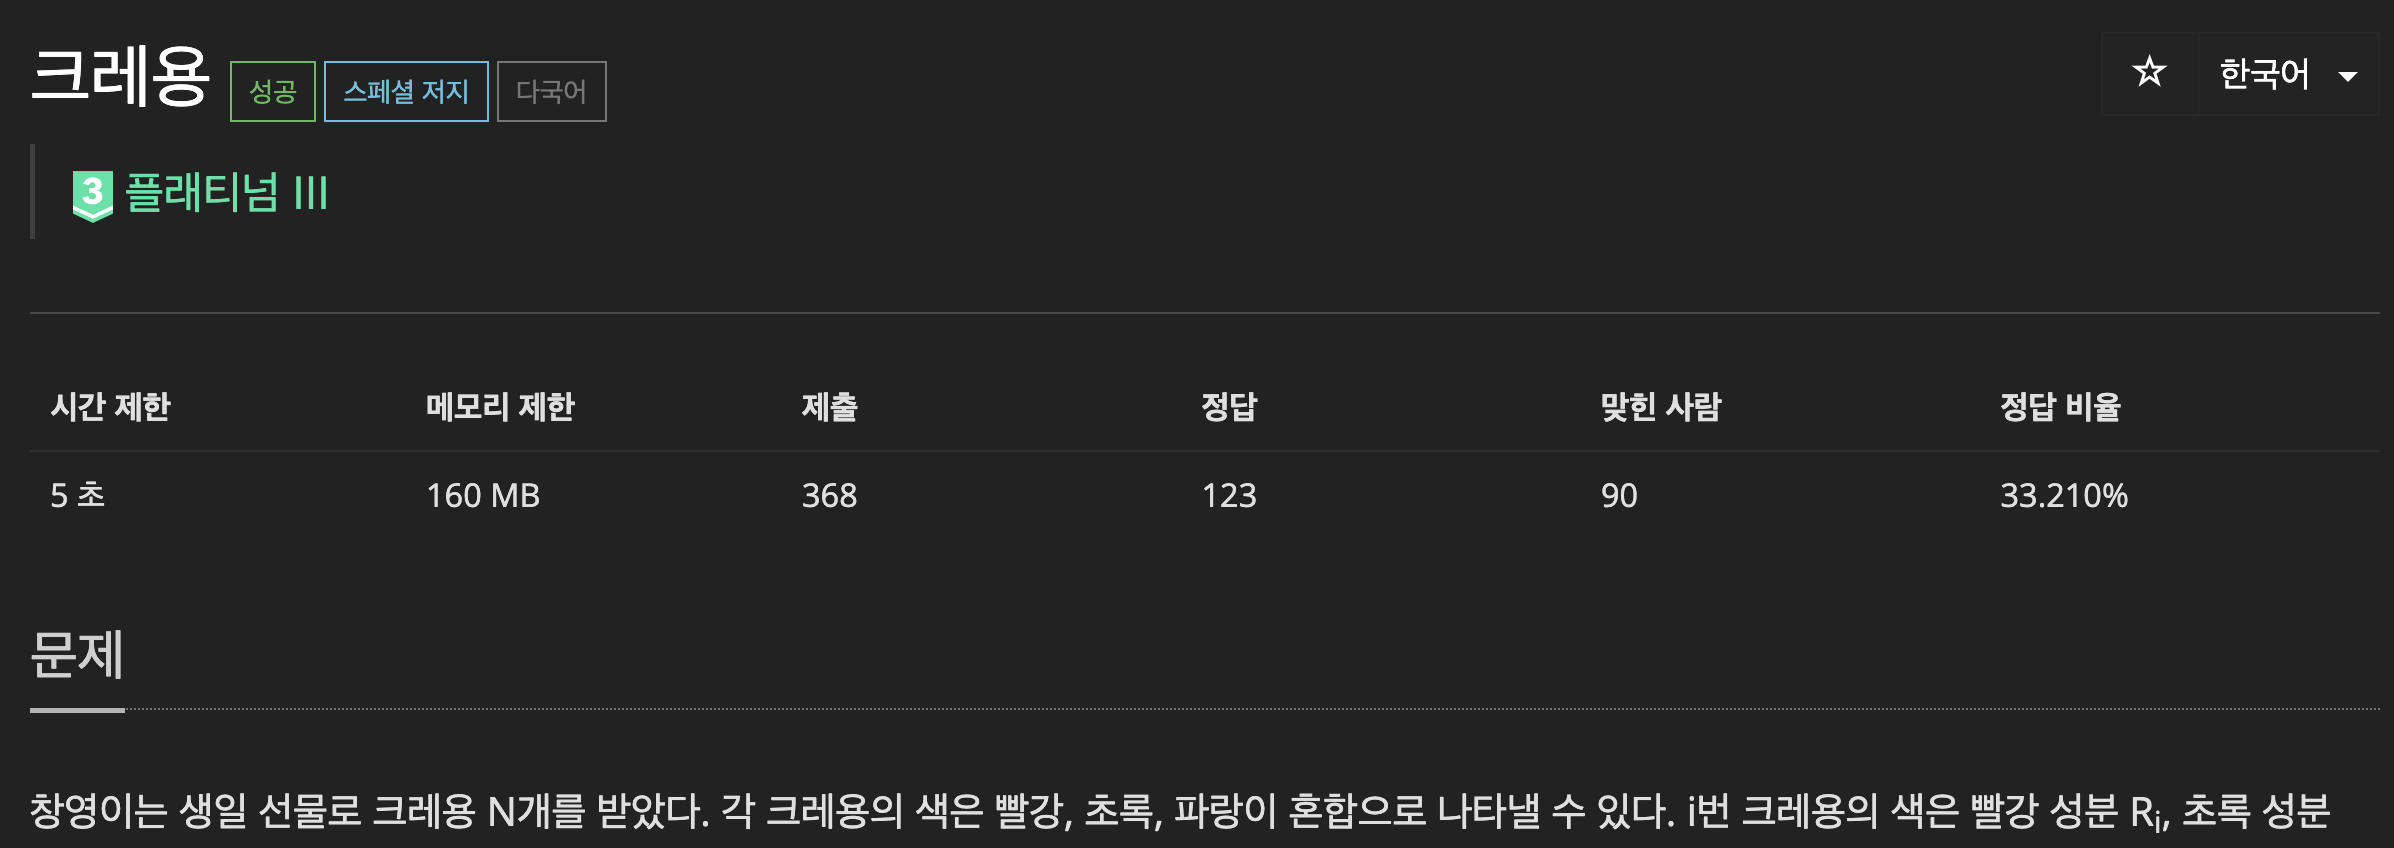 크레용 성공 스페셜 저지 다국어 ☆ 한국어
3 플래티넘 III
시간 제한 메모리 제한 제출 정답 맞힌 사람 정답 비율
5 초 160 MB 368 123 90 33.210%
문제
창영이는 생일 선물로 크레용 N개를 받았다. 각 크레용의 색은 빨강, 초록, 파랑이 혼합으로 나타낼 수 있다. i번 크레용의 색은 빨강 성분 Ri, 초록 성분